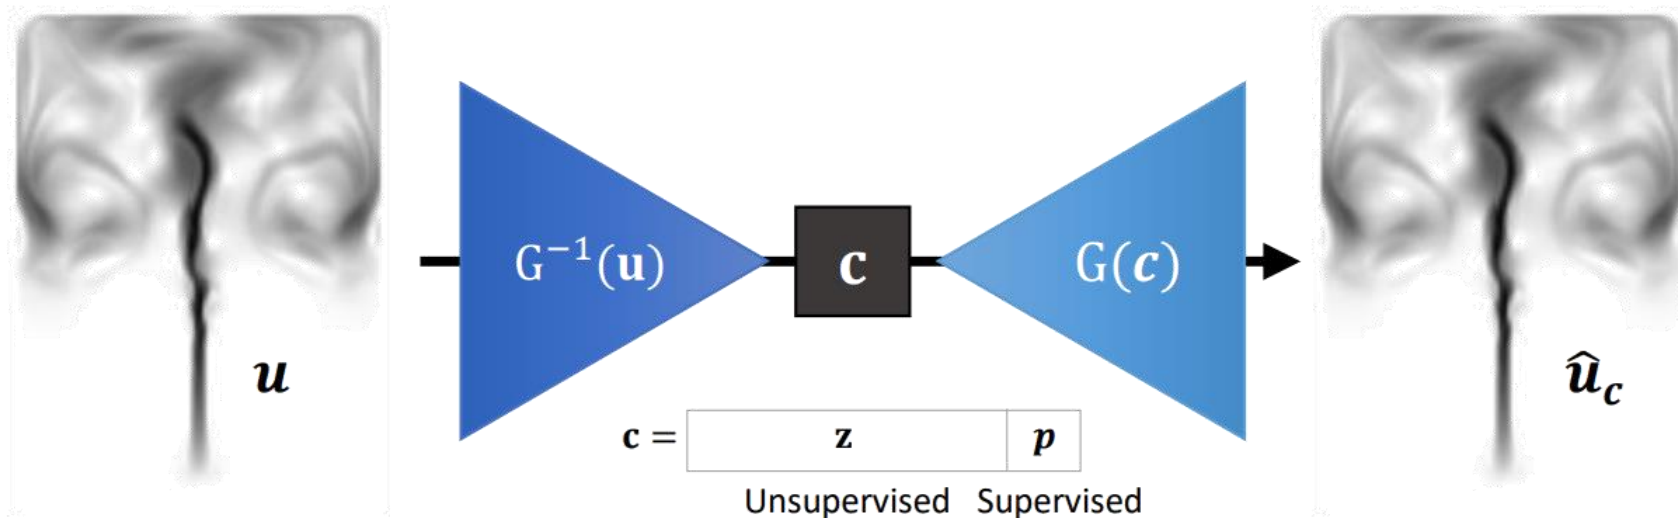 u
G⁻¹(u)
c
G(c)
û_c
c = z p
Unsupervised Supervised